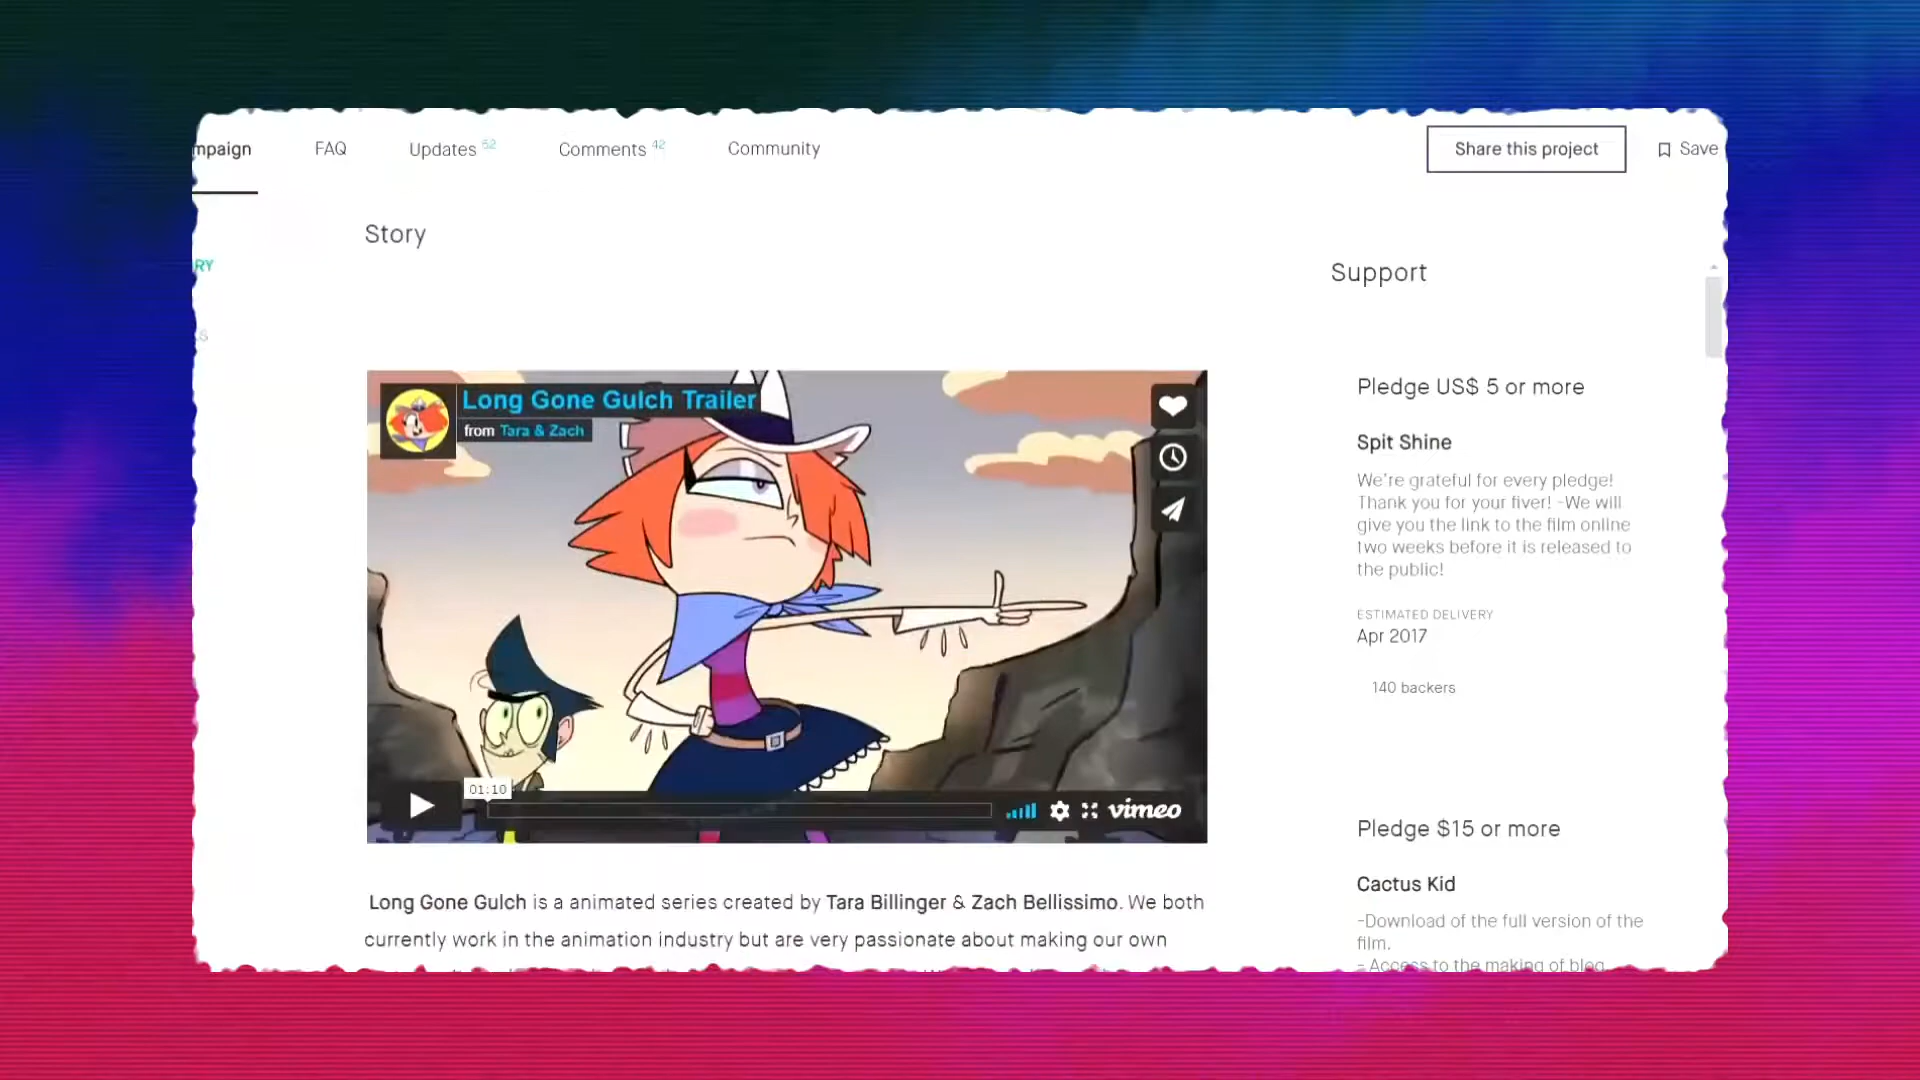 mpaign
FAQ
Updates 52
Comments 42
Community
Share this project
Save
Story
RY
Support
Long Gone Gulch Trailer
from Tara & Zach
01:10
vimeo
Long Gone Gulch is a animated series created by Tara Billinger & Zach Bellissimo. We both
currently work in the animation industry but are very passionate about making our own
Pledge US$ 5 or more
Spit Shine
We're grateful for every pledge!
Thank you for your fiver! -We will
give you the link to the film online
two weeks before it is released to
the public!
ESTIMATED DELIVERY
Apr 2017
140 backers
Pledge $15 or more
Cactus Kid
-Download of the full version of the
film.
- Access to the making of blog